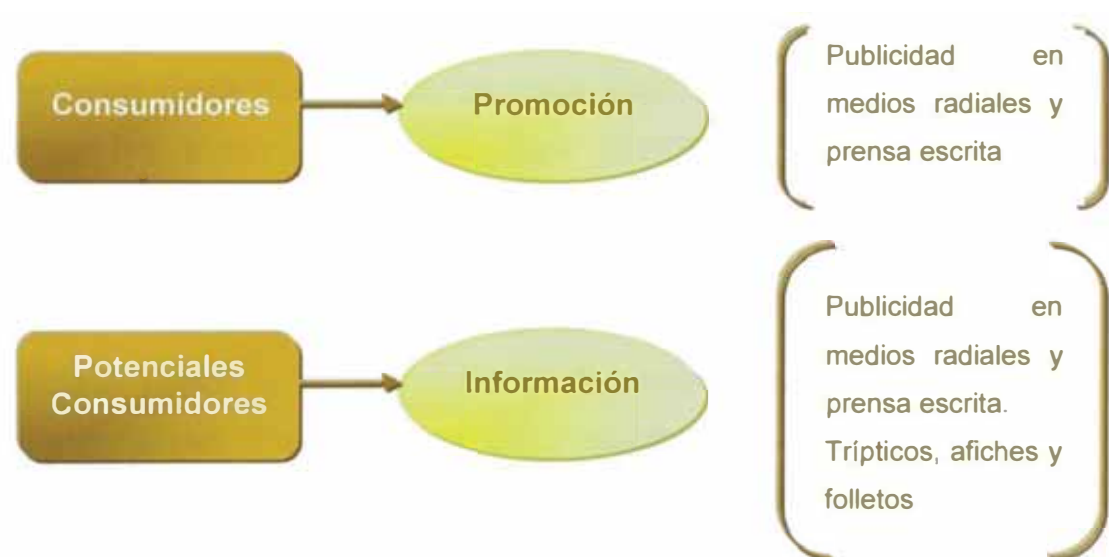 Consumidores
Promoción
Publicidad en
medios radiales y
prensa escrita
Potenciales
Consumidores
Información
Publicidad en
medios radiales y
prensa escrita.
Trípticos, afiches y
folletos